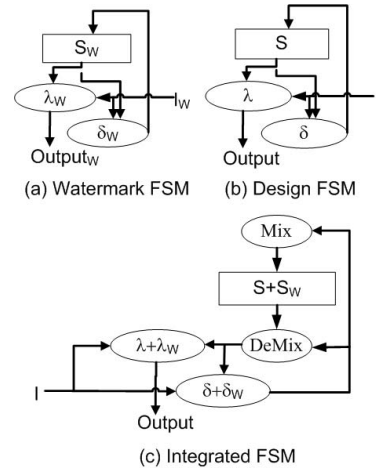 S_W
S
λ_W
I_W
λ
δ_W
δ
Output_W
Output
(a) Watermark FSM
(b) Design FSM
Mix
S+S_W
λ+λ_W
DeMix
I
δ+δ_W
Output
(c) Integrated FSM